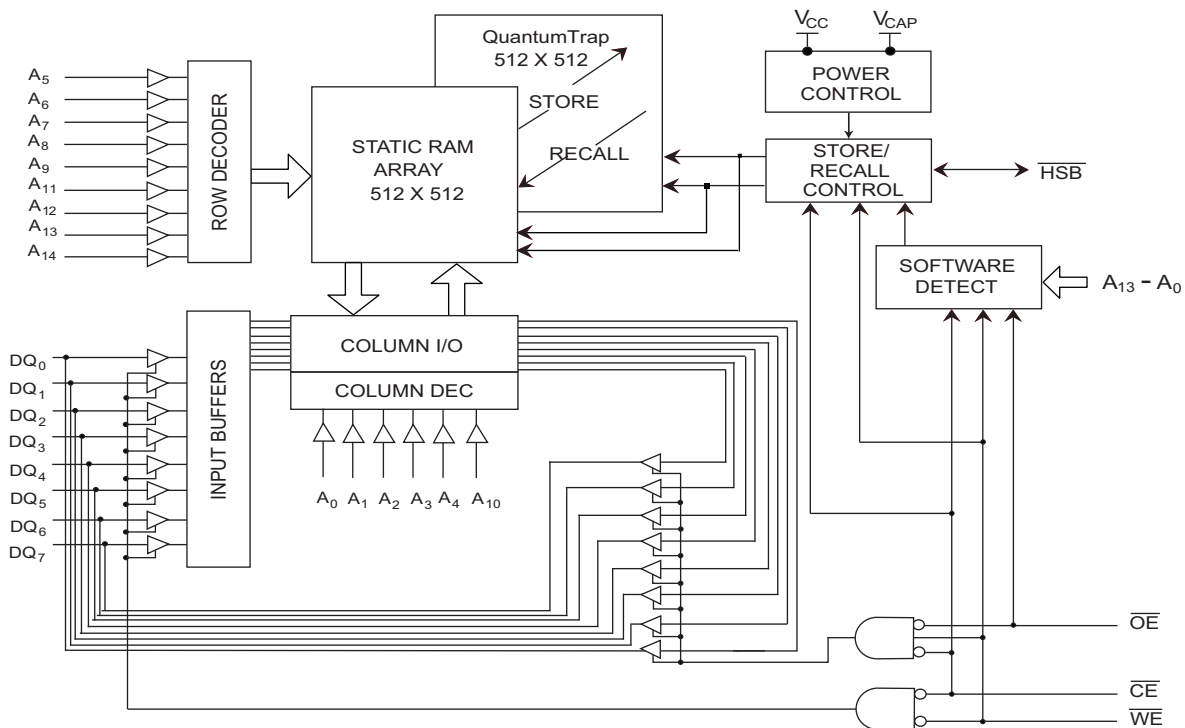 V_CC
V_CAP
QuantumTrap
512 X 512
POWER
CONTROL
A5
A6
A7
A8
A9
A11
A12
A13
A14
ROW DECODER
STORE
STATIC RAM
ARRAY
512 X 512
RECALL
STORE/
RECALL
CONTROL
HSB
SOFTWARE
DETECT
A13 – A0
COLUMN I/O
COLUMN DEC
DQ0
DQ1
DQ2
DQ3
DQ4
DQ5
DQ6
DQ7
INPUT BUFFERS
A0 A1 A2 A3 A4 A10
OE
CE
WE